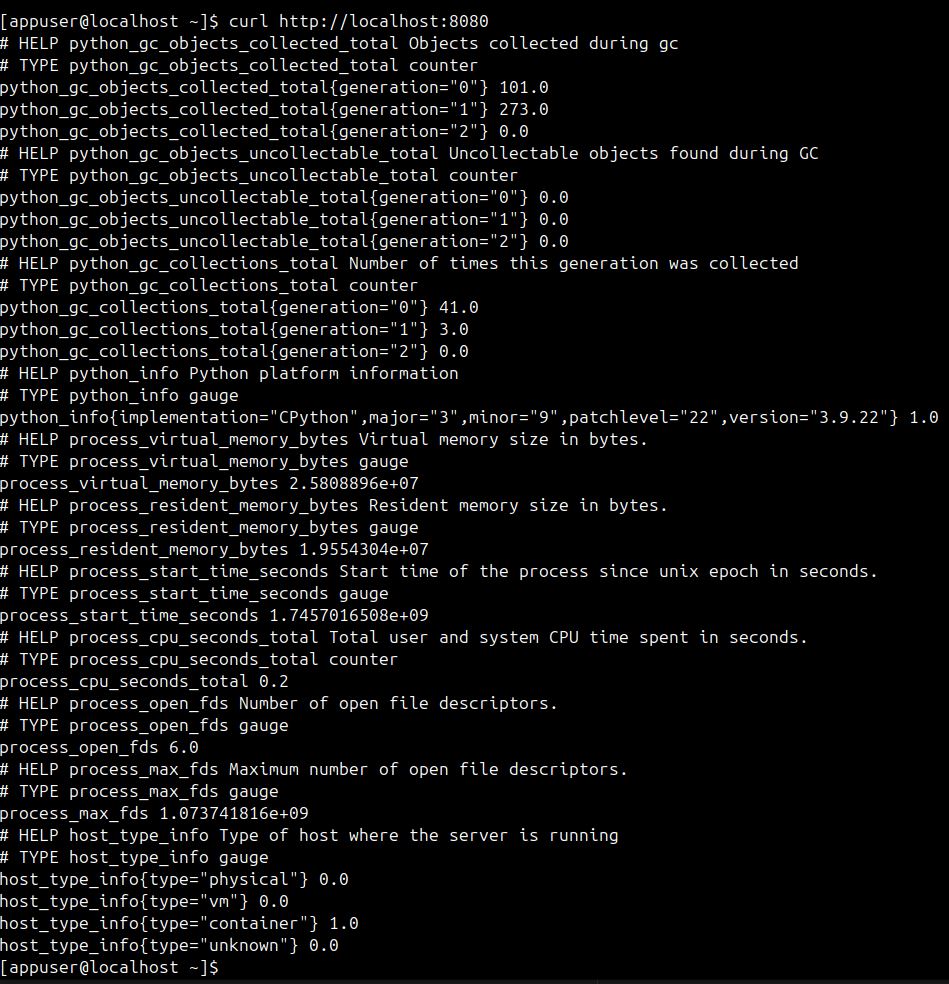 [appuser@localhost ~]$ curl http://localhost:8080
# HELP python_gc_objects_collected_total Objects collected during gc
# TYPE python_gc_objects_collected_total counter
python_gc_objects_collected_total{generation="0"} 101.0
python_gc_objects_collected_total{generation="1"} 273.0
python_gc_objects_collected_total{generation="2"} 0.0
# HELP python_gc_objects_uncollectable_total Uncollectable objects found during GC
# TYPE python_gc_objects_uncollectable_total counter
python_gc_objects_uncollectable_total{generation="0"} 0.0
python_gc_objects_uncollectable_total{generation="1"} 0.0
python_gc_objects_uncollectable_total{generation="2"} 0.0
# HELP python_gc_collections_total Number of times this generation was collected
# TYPE python_gc_collections_total counter
python_gc_collections_total{generation="0"} 41.0
python_gc_collections_total{generation="1"} 3.0
python_gc_collections_total{generation="2"} 0.0
# HELP python_info Python platform information
# TYPE python_info gauge
python_info{implementation="CPython",major="3",minor="9",patchlevel="22",version="3.9.22"} 1.0
# HELP process_virtual_memory_bytes Virtual memory size in bytes.
# TYPE process_virtual_memory_bytes gauge
process_virtual_memory_bytes 2.5808896e+07
# HELP process_resident_memory_bytes Resident memory size in bytes.
# TYPE process_resident_memory_bytes gauge
process_resident_memory_bytes 1.9554304e+07
# HELP process_start_time_seconds Start time of the process since unix epoch in seconds.
# TYPE process_start_time_seconds gauge
process_start_time_seconds 1.7457016508e+09
# HELP process_cpu_seconds_total Total user and system CPU time spent in seconds.
# TYPE process_cpu_seconds_total counter
process_cpu_seconds_total 0.2
# HELP process_open_fds Number of open file descriptors.
# TYPE process_open_fds gauge
process_open_fds 6.0
# HELP process_max_fds Maximum number of open file descriptors.
# TYPE process_max_fds gauge
process_max_fds 1.073741816e+09
# HELP host_type_info Type of host where the server is running
# TYPE host_type_info gauge
host_type_info{type="physical"} 0.0
host_type_info{type="vm"} 0.0
host_type_info{type="container"} 1.0
host_type_info{type="unknown"} 0.0
[appuser@localhost ~]$